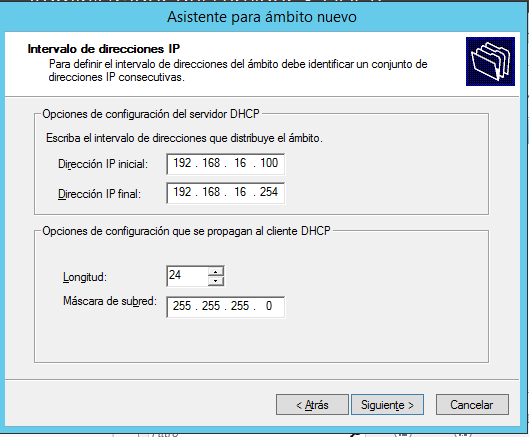 Asistente para ámbito nuevo
Intervalo de direcciones IP
Para definir el intervalo de direcciones del ámbito debe identificar un conjunto de
direcciones IP consecutivas.
Opciones de configuración del servidor DHCP
Escriba el intervalo de direcciones que distribuye el ámbito.
Dirección IP inicial: 192 . 168 . 16 . 100
Dirección IP final: 192 . 168 . 16 . 254
Opciones de configuración que se propagan al cliente DHCP
Longitud: 24
Máscara de subred: 255 . 255 . 255 . 0
< Atrás Siguiente > Cancelar